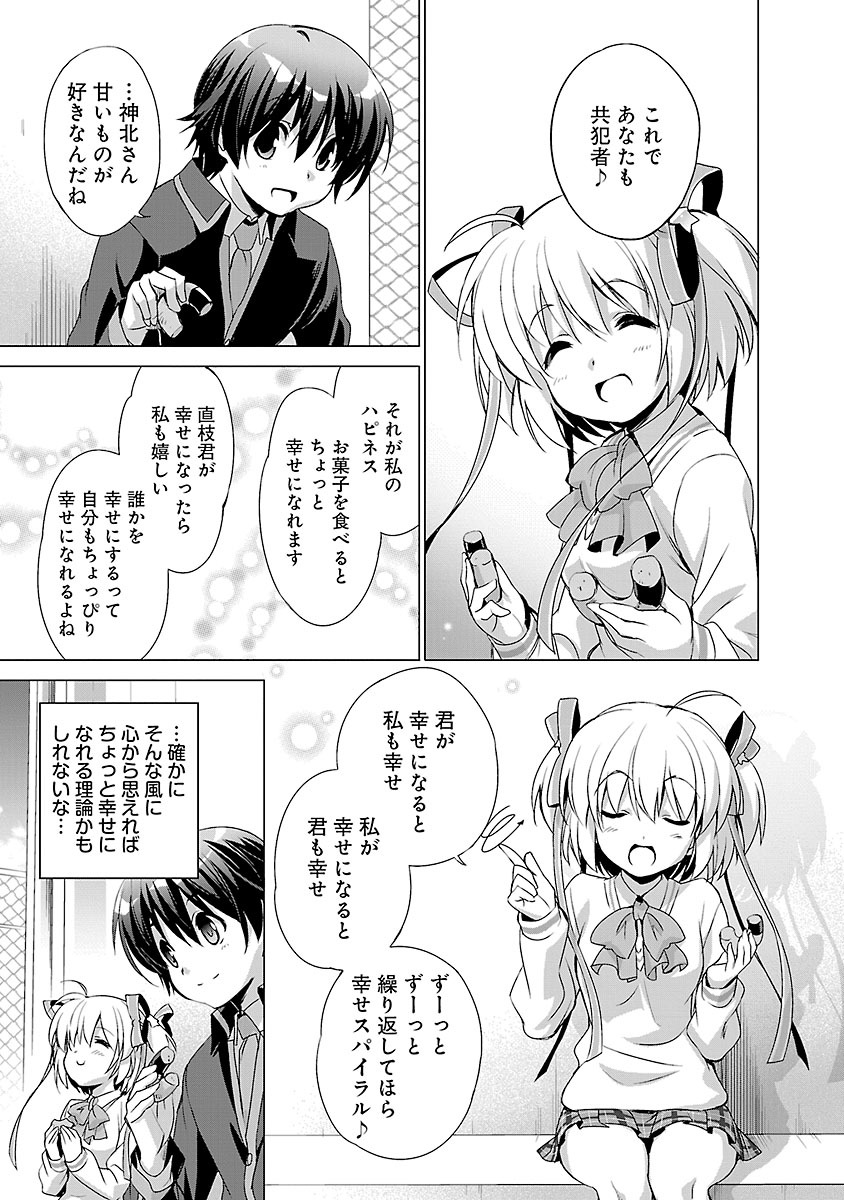 これで
あなたも
共犯者♪
…神北さん
甘いものが
好きなんだね
それが私の
ハピネス
お菓子を食べると
ちょっと
幸せになれます
直枝君が
幸せになったら
私も嬉しい
誰かを
幸せにするって
自分もちょっぴり
幸せになれるよね
君が
幸せになると
私も幸せ
私が
幸せになると
君も幸せ
ずーっと
ずーっと
繰り返してほら
幸せスパイラル♪
…確かに
そんな風に
心から思えれば
ちょっと幸せに
なれる理論かも
しれないな…